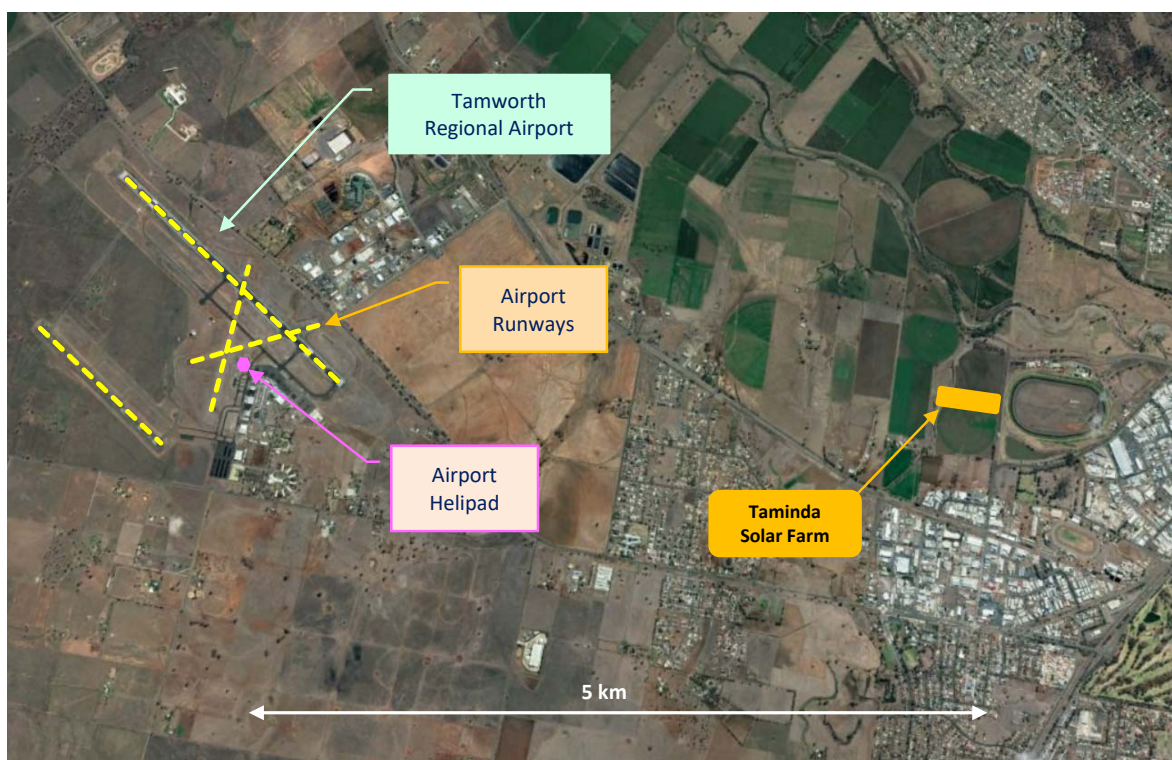 Tamworth
Regional Airport
Airport
Runways
Airport
Helipad
Taminda
Solar Farm
5 km